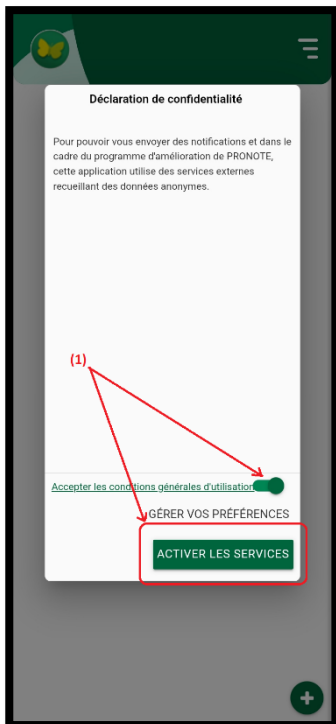 Déclaration de confidentialité
Pour pouvoir vous envoyer des notifications et dans le
cadre du programme d'amélioration de PRONOTE,
cette application utilise des services externes
recueillant des données anonymes.
(1)
Accepter les conditions générales d'utilisation
GÉRER VOS PRÉFÉRENCES
ACTIVER LES SERVICES